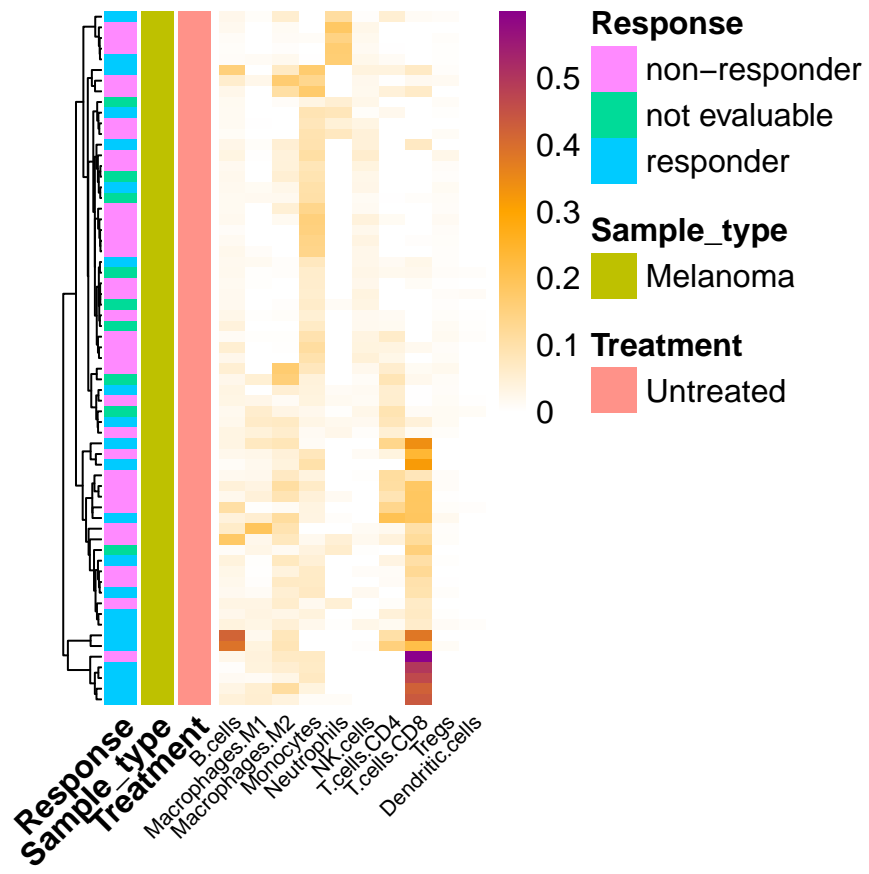 Response
non−responder
not evaluable
responder
Sample_type
Melanoma
Treatment
Untreated
0.5
0.4
0.3
0.2
0.1
0
Response
Sample_type
Treatment
B.cells
Macrophages.M1
Macrophages.M2
Monocytes
Neutrophils
NK.cells
T.cells.CD4
T.cells.CD8
Tregs
Dendritic.cells